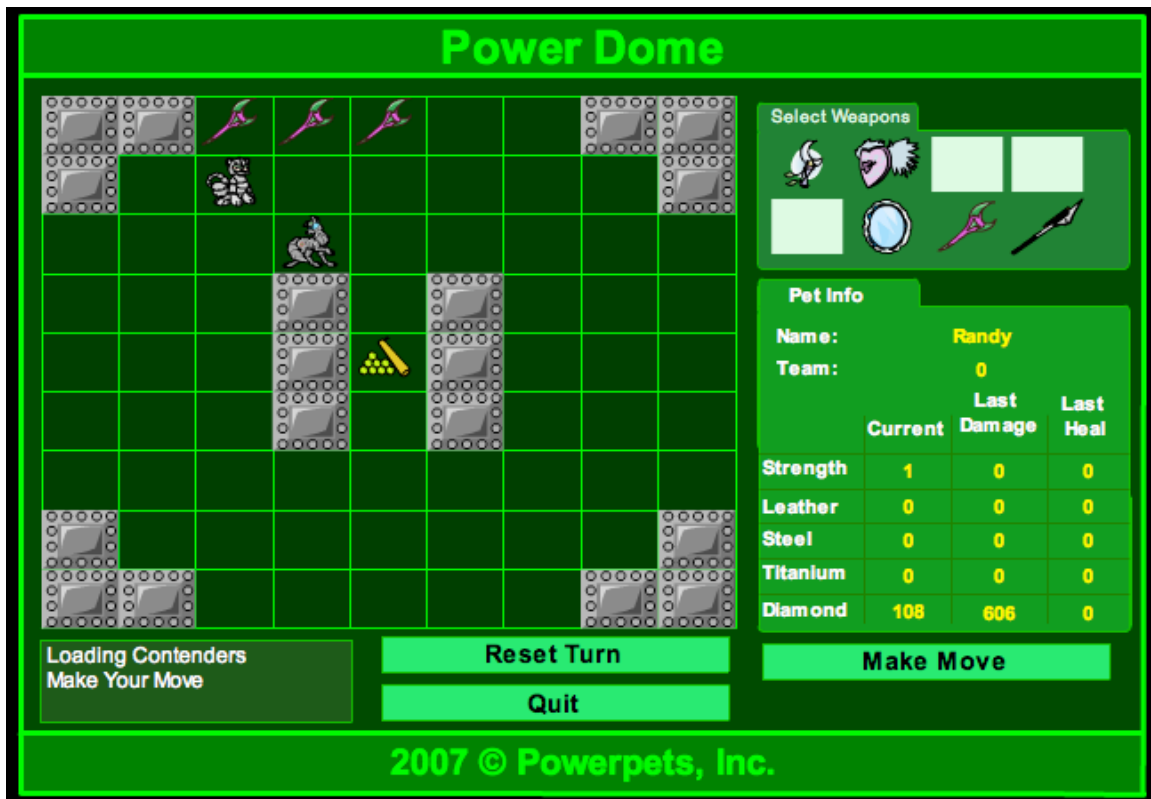 Power Dome
Select Weapons
Pet Info
Name: Randy
Team: 0
Current Last Damage Last Heal
Strength 1 0 0
Leather 0 0 0
Steel 0 0 0
Titanium 0 0 0
Diamond 108 606 0
Loading Contenders
Make Your Move
Reset Turn
Quit
Make Move
2007 © Powerpets, Inc.